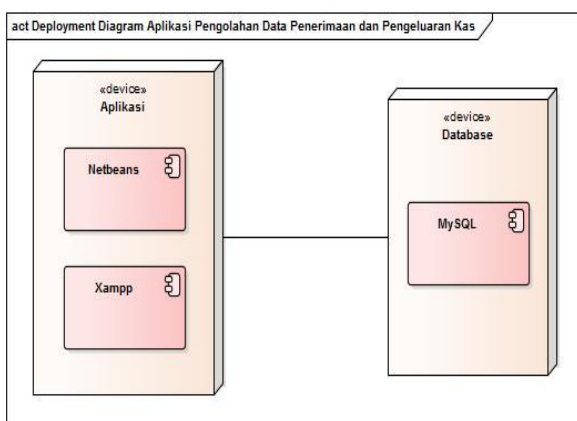 act Deployment Diagram Aplikasi Pengolahan Data Penerimaan dan Pengeluaran Kas
«device»
Aplikasi
Netbeans
Xampp
«device»
Database
MySQL